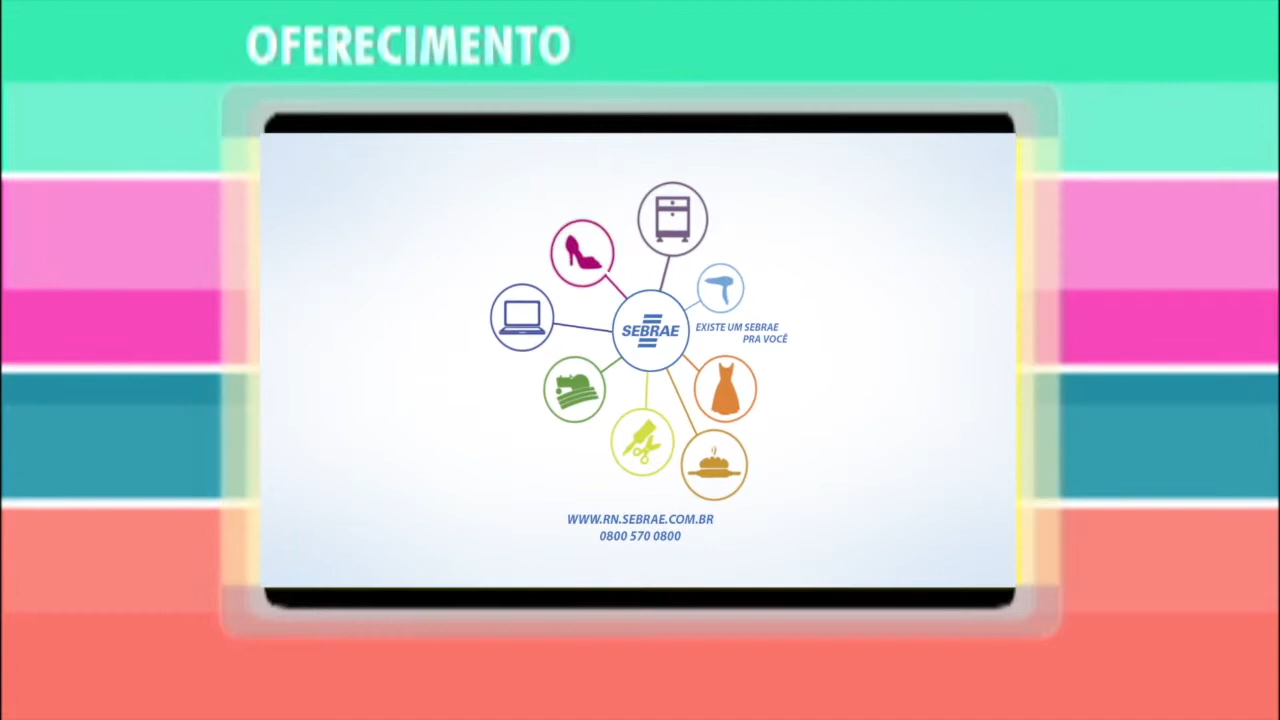 OFERECIMENTO
SEBRAE
EXISTE UM SEBRAE
PRA VOCÊ
WWW.RN.SEBRAE.COM.BR
0800 570 0800